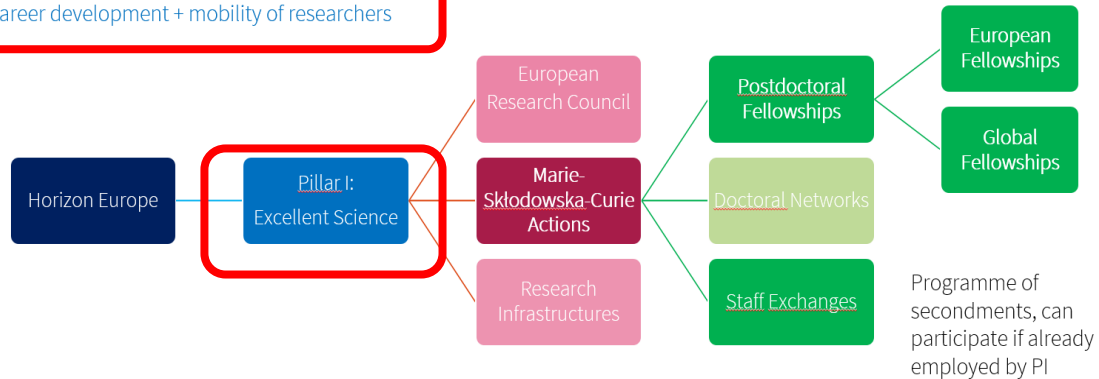 career development + mobility of researchers
European
Fellowships
European
Research Council
Postdoctoral
Fellowships
Global
Fellowships
Horizon Europe
Pillar I:
Excellent Science
Marie-
Skłodowska-Curie
Actions
Doctoral Networks
Research
Infrastructures
Staff Exchanges
Programme of
secondments, can
participate if already
employed by PI